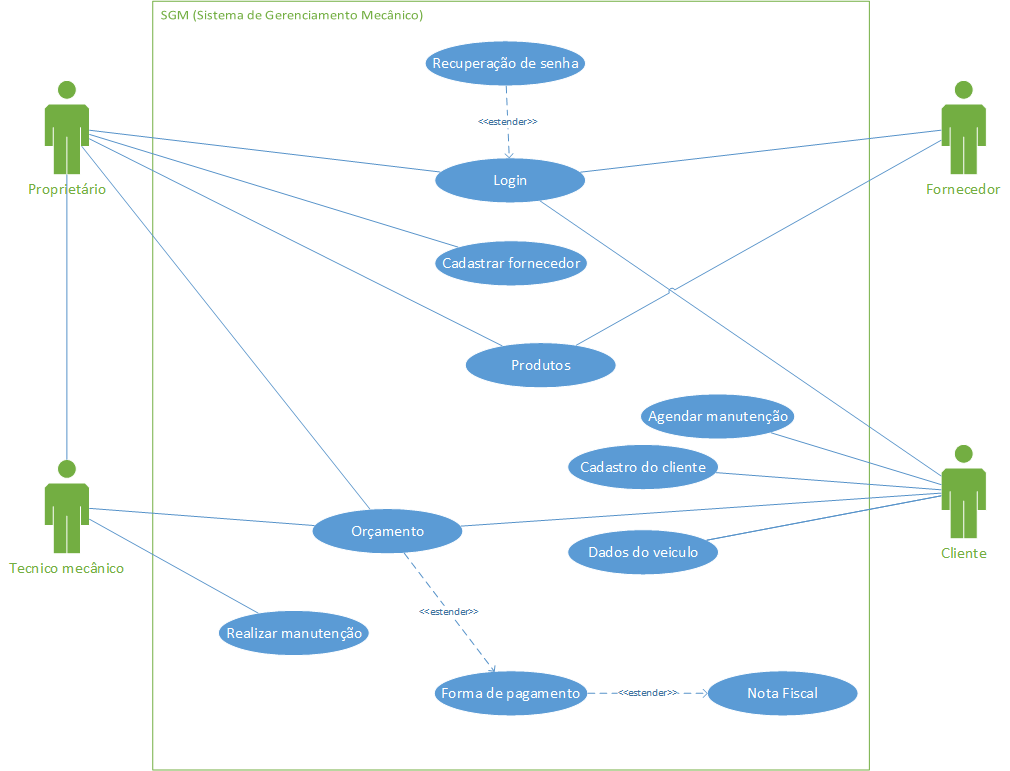 SGM (Sistema de Gerenciamento Mecânico)
Recuperação de senha
<<estender>>
Login
Proprietário
Fornecedor
Cadastrar fornecedor
Produtos
Agendar manutenção
Cadastro do cliente
Orçamento
Dados do veiculo
Cliente
Tecnico mecânico
<<estender>>
Realizar manutenção
Forma de pagamento
<<estender>>
Nota Fiscal